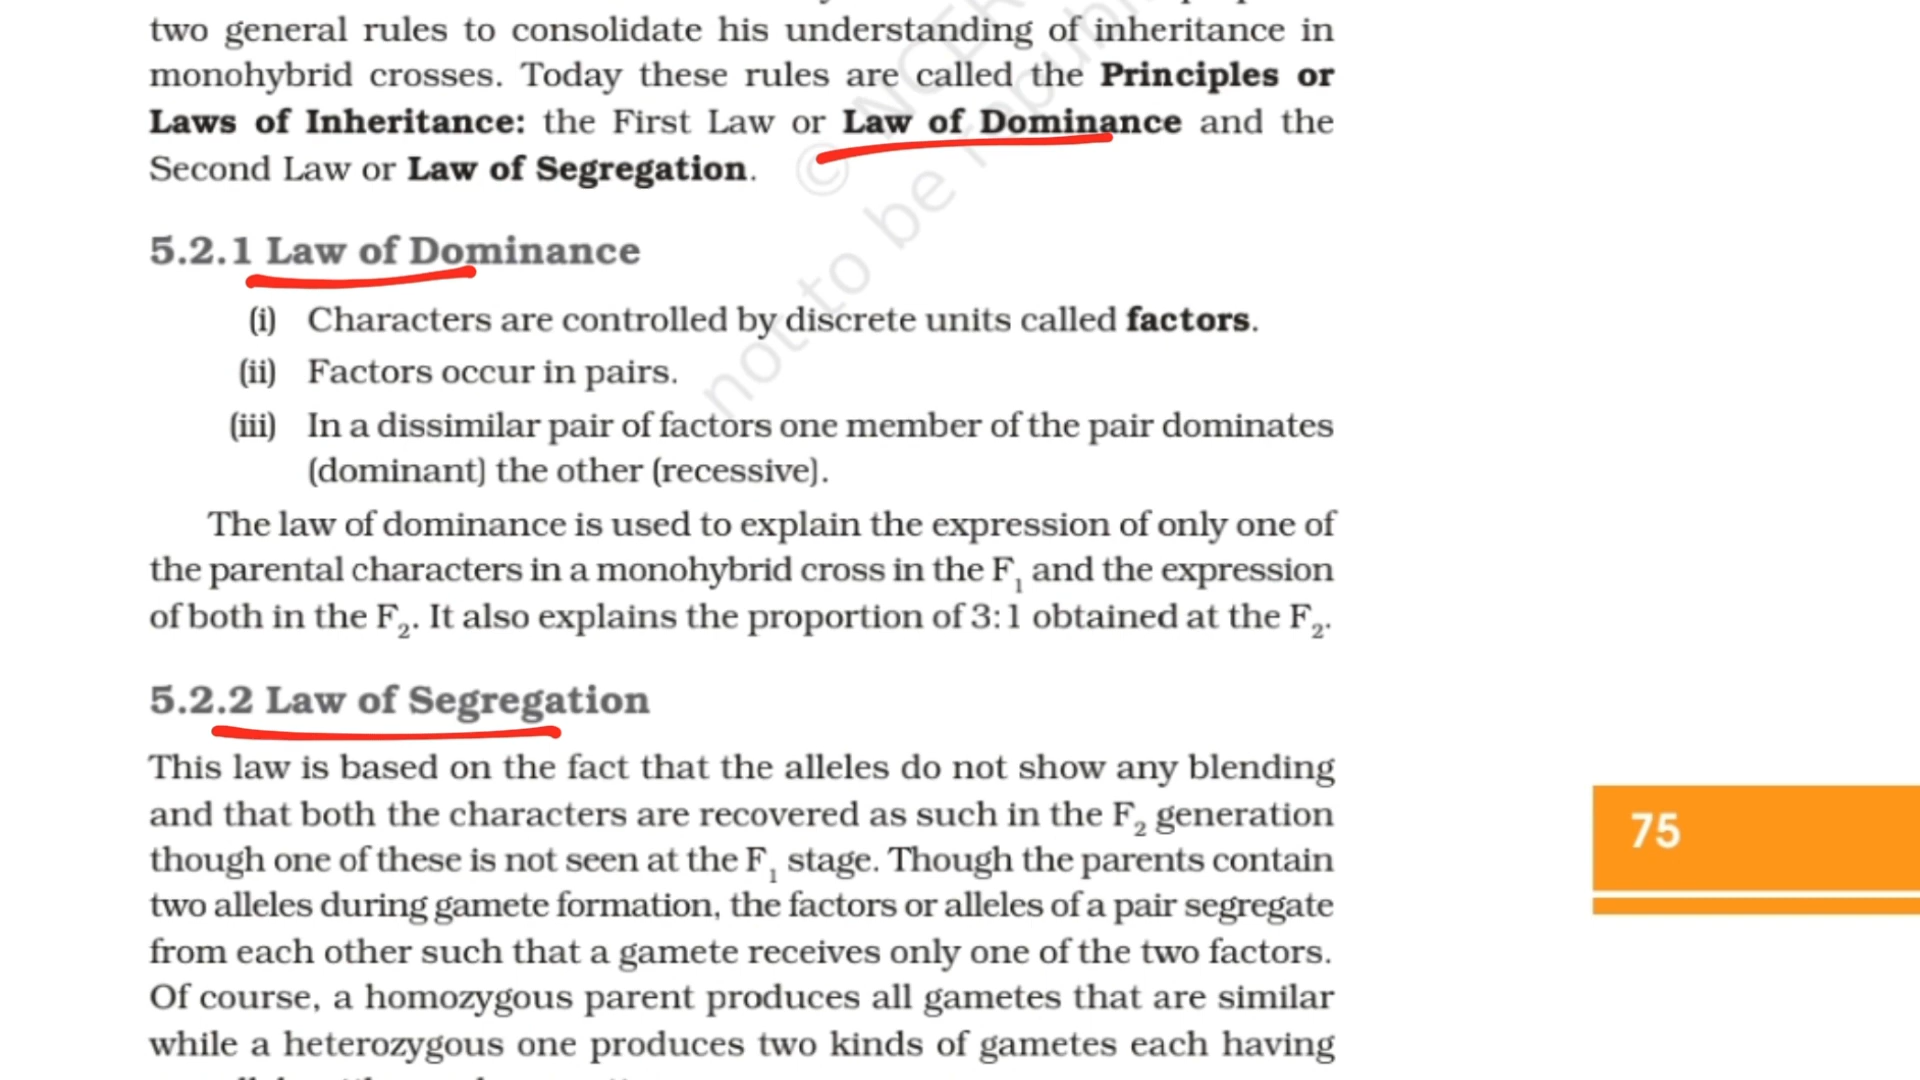 two general rules to consolidate his understanding of inheritance in
monohybrid crosses. Today these rules are called the Principles or
Laws of Inheritance: the First Law or Law of Dominance and the
Second Law or Law of Segregation.
5.2.1 Law of Dominance
(i) Characters are controlled by discrete units called factors.
(ii) Factors occur in pairs.
(iii) In a dissimilar pair of factors one member of the pair dominates
(dominant) the other (recessive).
The law of dominance is used to explain the expression of only one of
the parental characters in a monohybrid cross in the F₁ and the expression
of both in the F₂. It also explains the proportion of 3:1 obtained at the F₂.
5.2.2 Law of Segregation
This law is based on the fact that the alleles do not show any blending
and that both the characters are recovered as such in the F₂ generation
though one of these is not seen at the F₁ stage. Though the parents contain
two alleles during gamete formation, the factors or alleles of a pair segregate
from each other such that a gamete receives only one of the two factors.
Of course, a homozygous parent produces all gametes that are similar
while a heterozygous one produces two kinds of gametes each having
75
© NCER
not to be republi